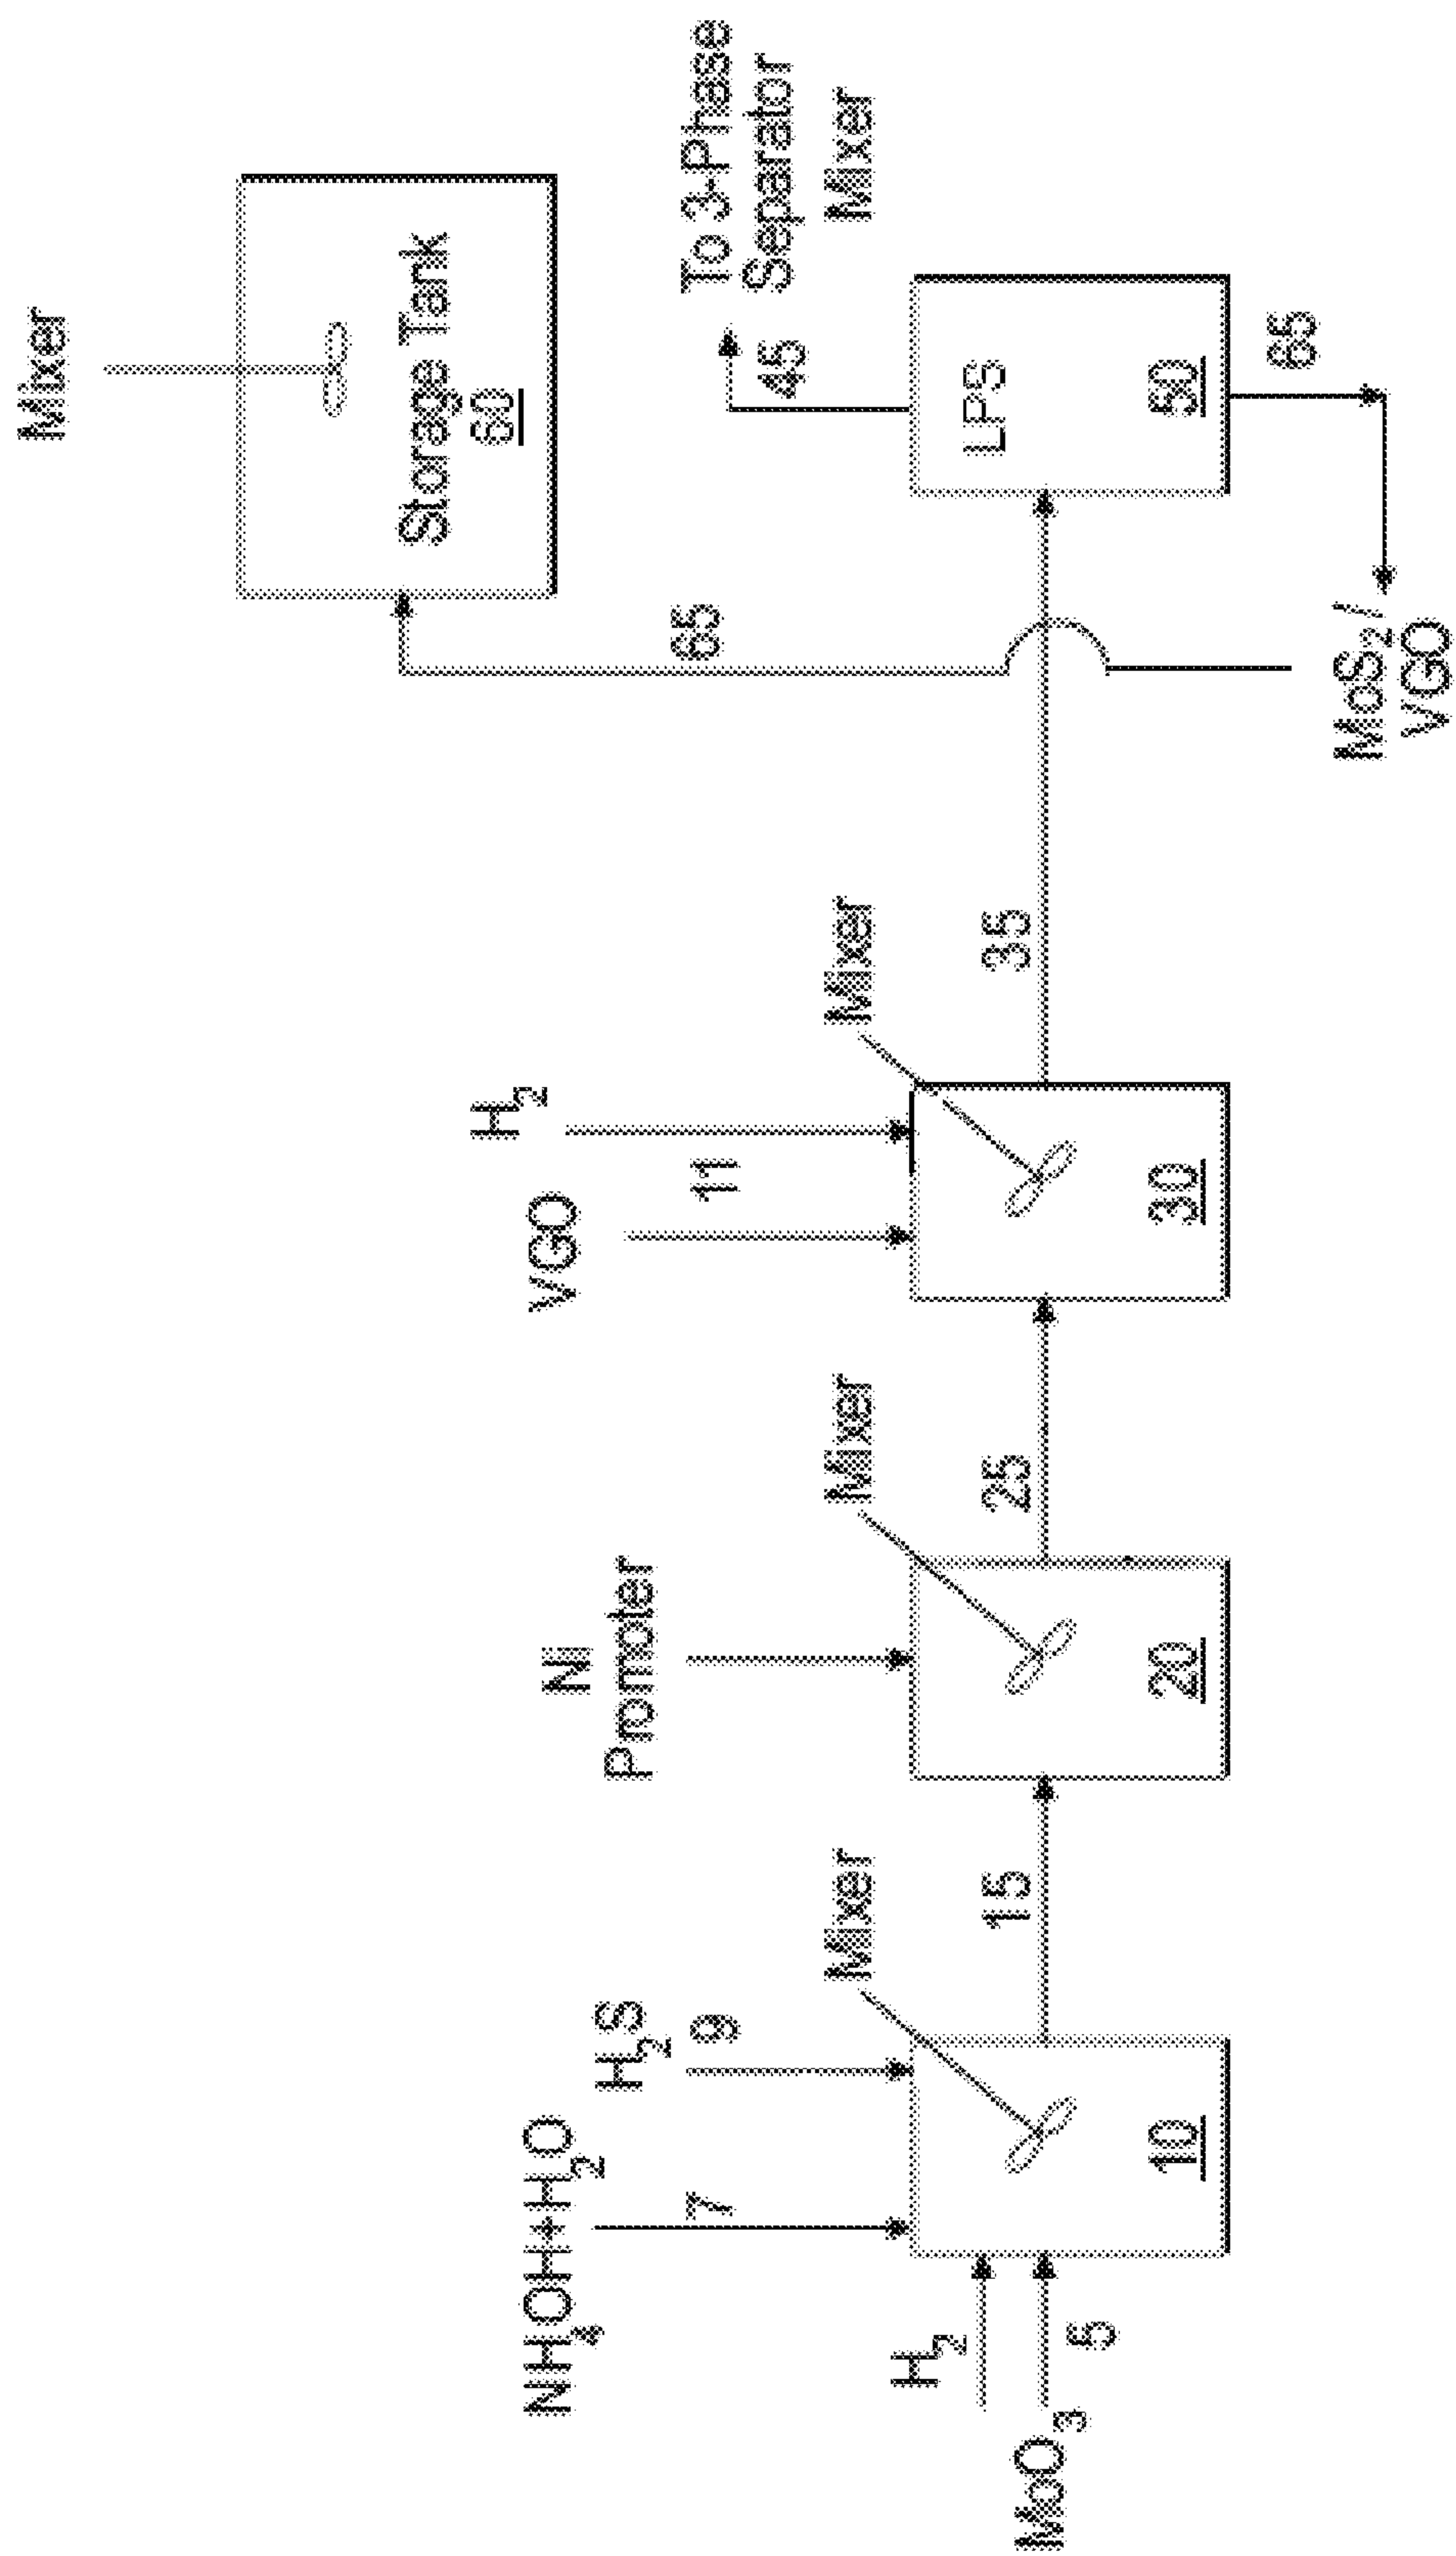 Mixer
Storage Tank
60
To 3-Phase
Separator
Mixer
45
LPS
50
65
65
MoS2 /
VGO
H2
VGO
11
Mixer
30
35
Ni
Promoter
Mixer
20
25
NH4OH+H2O
7
H2S
9
Mixer
10
15
H2
MoO3
5